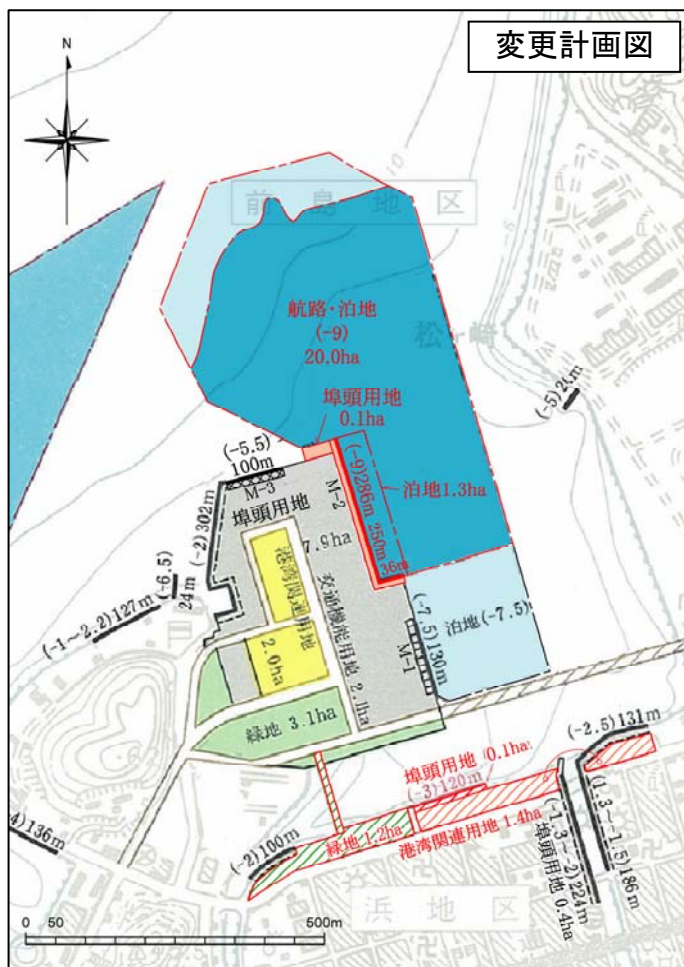 変更計画図
N
前島地区
航路・泊地
(-9)
20.0ha
松ヶ崎
(-5)
埠頭用地
0.1ha
(-5.5)
100m
M-3
(-9)286m 250m
36m
M-2
泊地1.3ha
(-2)302m
埠頭用地
7.9ha
(-6.5)
24m
(-1~2.2)127m
港湾関連用地
2.0ha
交通機能用地 2.1ha
(-7.5)130m
M-1
泊地(-7.5)
緑地 3.1ha
(-2.5)131m
埠頭用地 0.1ha
(-3)120m
港湾関連用地 1.4ha
緑地 1.2ha
(-2)100m
136m
(-1.3~-2)224m
埠頭用地 0.4ha
(1.3~-1.5)186m
浜地区
0 50 500m
10